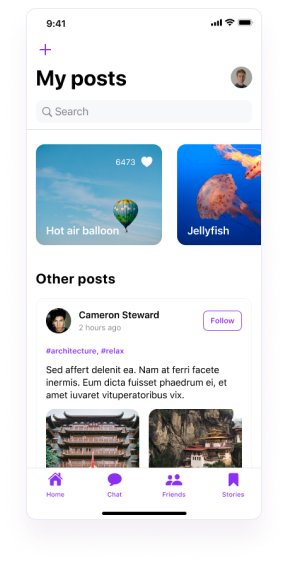 9:41
My posts
Search
6473
Hot air balloon
Jellyfish
Other posts
Cameron Steward
2 hours ago
Follow
#architecture, #relax
Sed affert delenit ea. Nam at ferri facete
inermis. Eum dicta fuisset phaedrum ei, et
amet iuvaret vituperatoribus vix.
Home
Chat
Friends
Stories